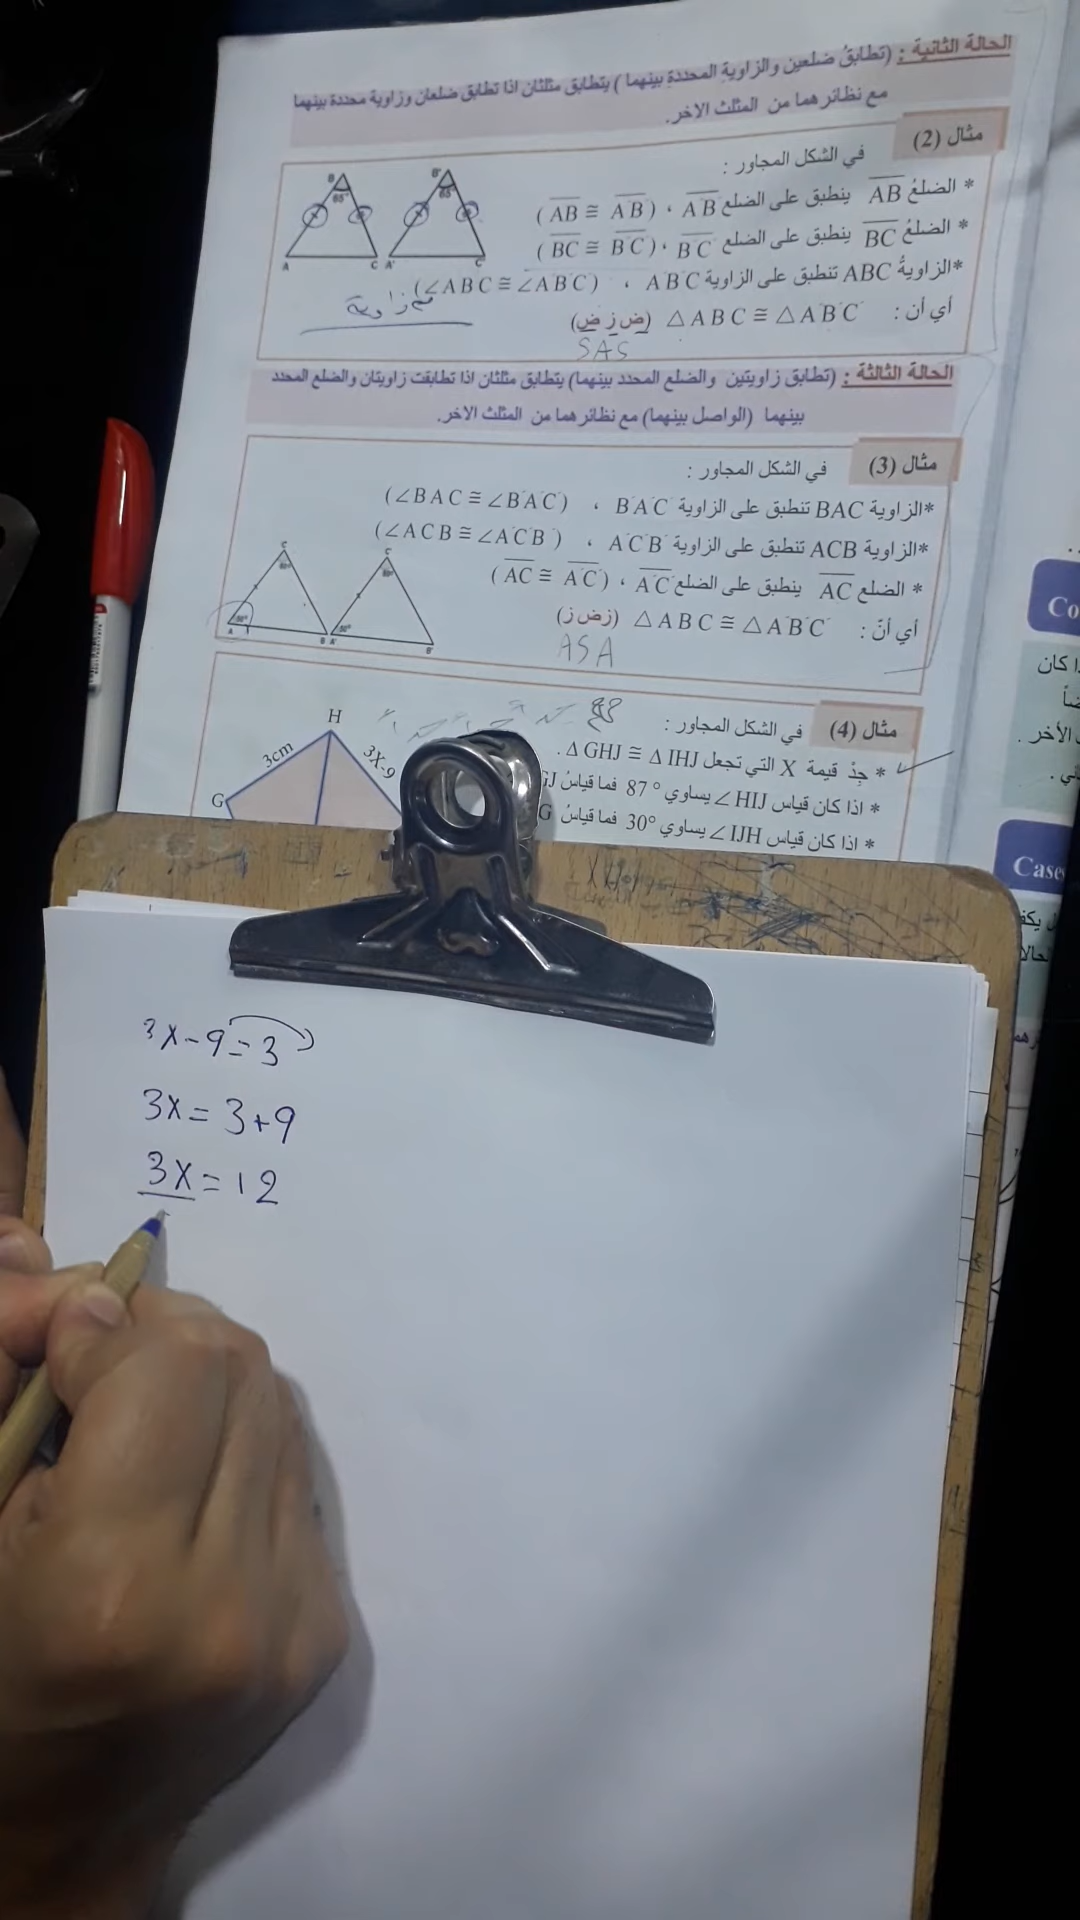 الحالة الثانية : (تطابقُ ضلعين والزاويةِ المحددةِ بينهما ) يتطابق مثلثان اذا تطابق ضلعان وزاوية محددة بينهما
مع نظائرهما من المثلث الاخر.
مثال (2)
في الشكل المجاور :
* الضلعُ AB ينطبق على الضلع A'B' ، (AB ≅ A'B')
* الضلعُ BC ينطبق على الضلع B'C' ، (BC ≅ B'C')
*الزاويةُ ABC تنطبق على الزاوية A'B'C' ، (∠ABC ≅ ∠A'B'C')
أي أن : △ABC ≅ △A'B'C' (ض ز ض)
SAS
زاوية
B
65°
A
C
B'
65°
A'
C'
الحالة الثالثة : (تطابق زاويتين والضلع المحدد بينهما) يتطابق مثلثان اذا تطابقت زاويتان والضلع المحدد
بينهما (الواصل بينهما) مع نظائرهما من المثلث الاخر.
مثال (3)
في الشكل المجاور :
*الزاوية BAC تنطبق على الزاوية B'A'C' ، (∠BAC ≅ ∠B'A'C')
*الزاوية ACB تنطبق على الزاوية A'C'B' ، (∠ACB ≅ ∠A'C'B')
* الضلع AC ينطبق على الضلع A'C' ، (AC ≅ A'C')
أي أنّ : △ABC ≅ △A'B'C' (ز ض ز)
ASA
C
A
B
C'
A'
B'
مثال (4)
في الشكل المجاور :
* جِدْ قيمة X التي تجعل Δ GHJ ≅ Δ IHJ .
* اذا كان قياس ∠HIJ يساوي 87° فما قياسُ
* اذا كان قياس ∠IJH يساوي 30° فما قياسُ
H
3cm
3X-9
G
Co
كان
الآخر .
Cases
3x-9=3
3x=3+9
3x=12